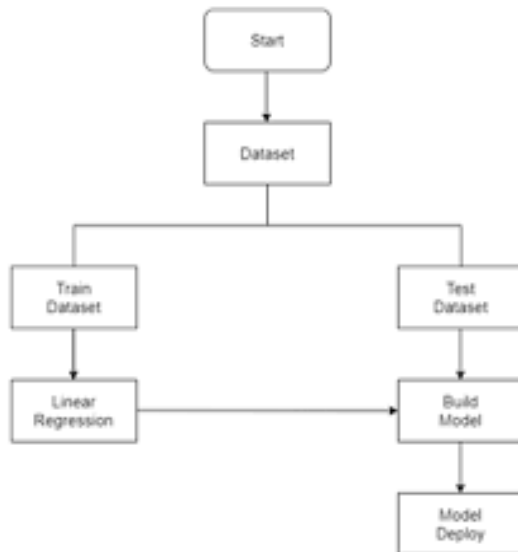 Start
Dataset
Train
Dataset
Test
Dataset
Linear
Regression
Build
Model
Model
Deploy